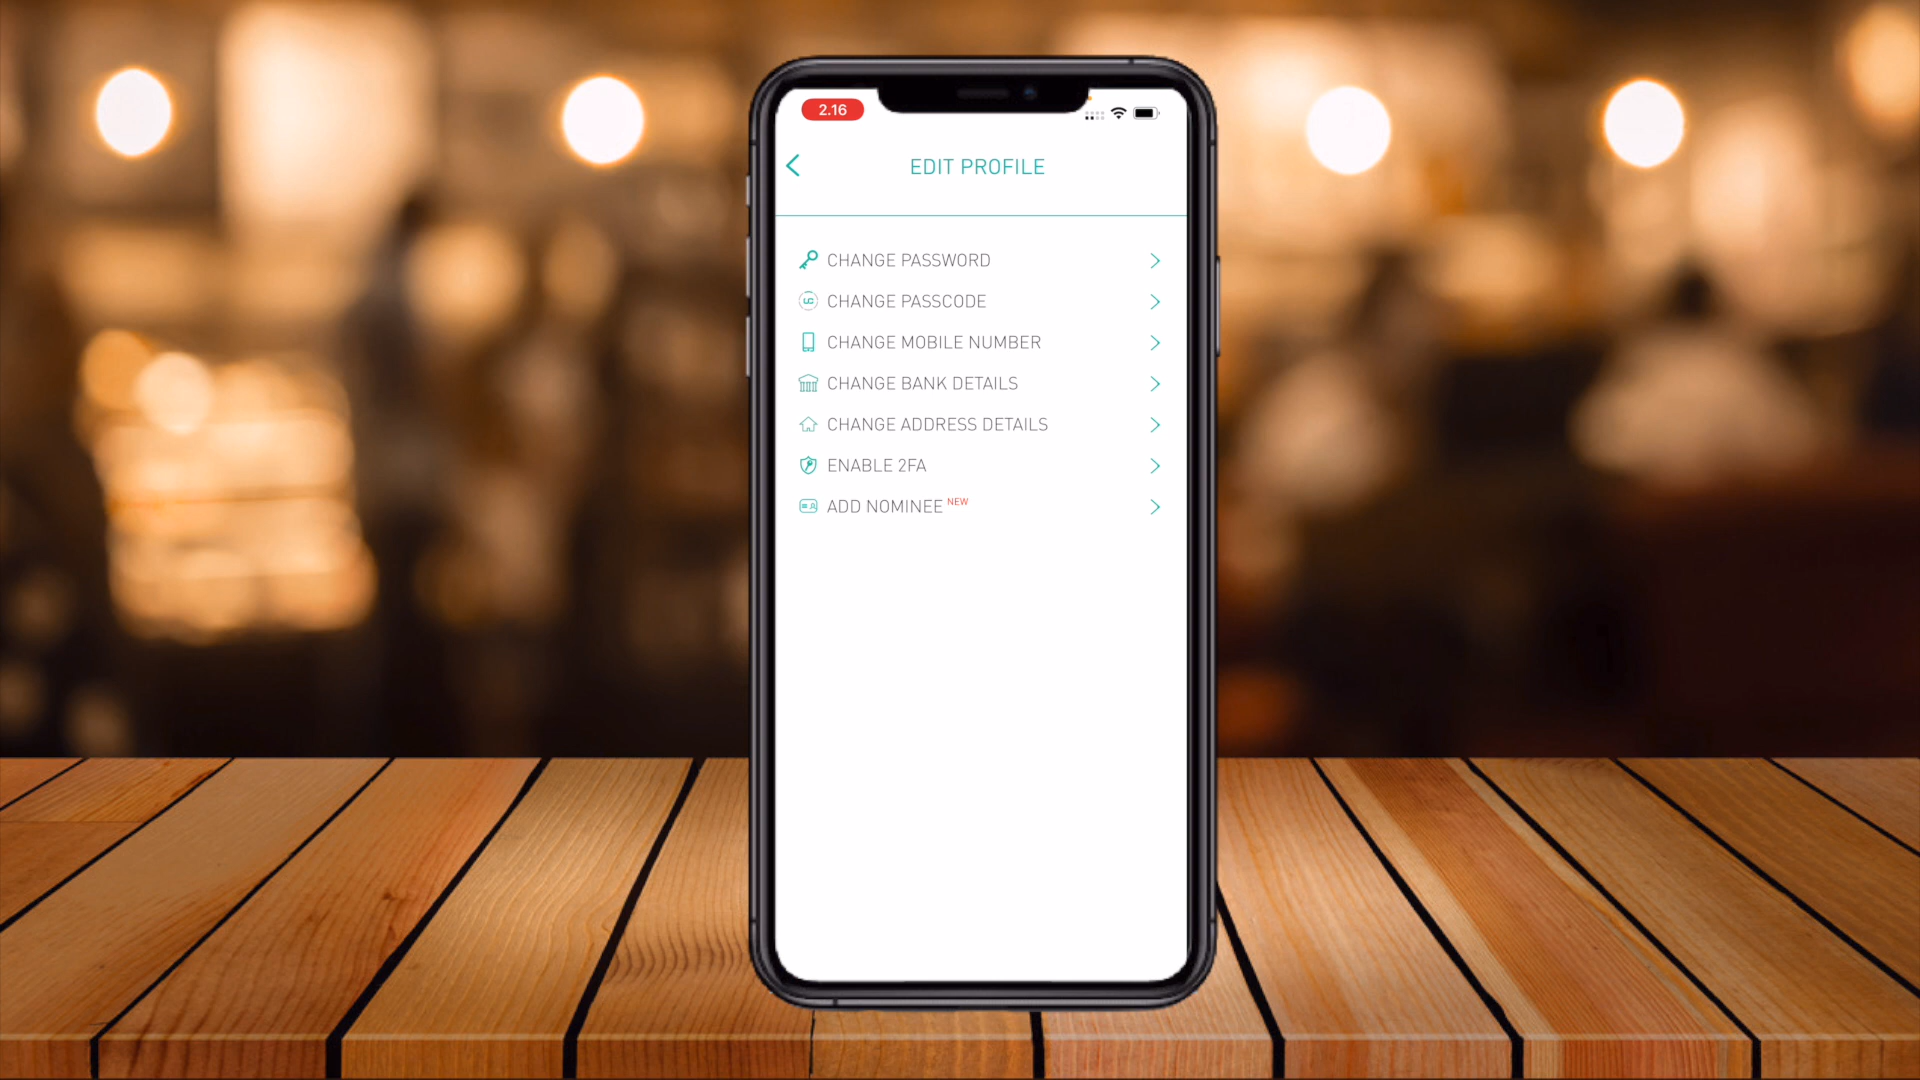 2.16
EDIT PROFILE
CHANGE PASSWORD
CHANGE PASSCODE
CHANGE MOBILE NUMBER
CHANGE BANK DETAILS
CHANGE ADDRESS DETAILS
ENABLE 2FA
ADD NOMINEE NEW